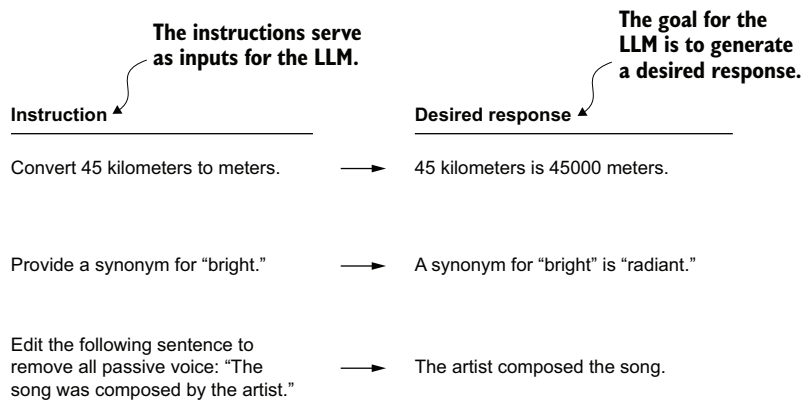 The instructions serve
as inputs for the LLM.
The goal for the
LLM is to generate
a desired response.
Instruction
Desired response
Convert 45 kilometers to meters.
45 kilometers is 45000 meters.
Provide a synonym for “bright.”
A synonym for “bright” is “radiant.”
Edit the following sentence to
remove all passive voice: “The
song was composed by the artist.”
The artist composed the song.